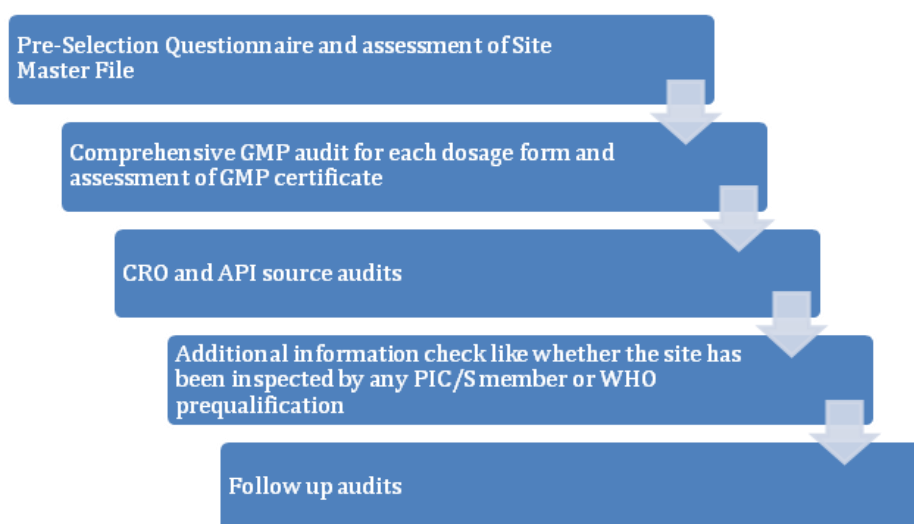 Pre-Selection Questionnaire and assessment of Site
Master File
Comprehensive GMP audit for each dosage form and
assessment of GMP certificate
CRO and API source audits
Additional information check like whether the site has
been inspected by any PIC/S member or WHO
prequalification
Follow up audits